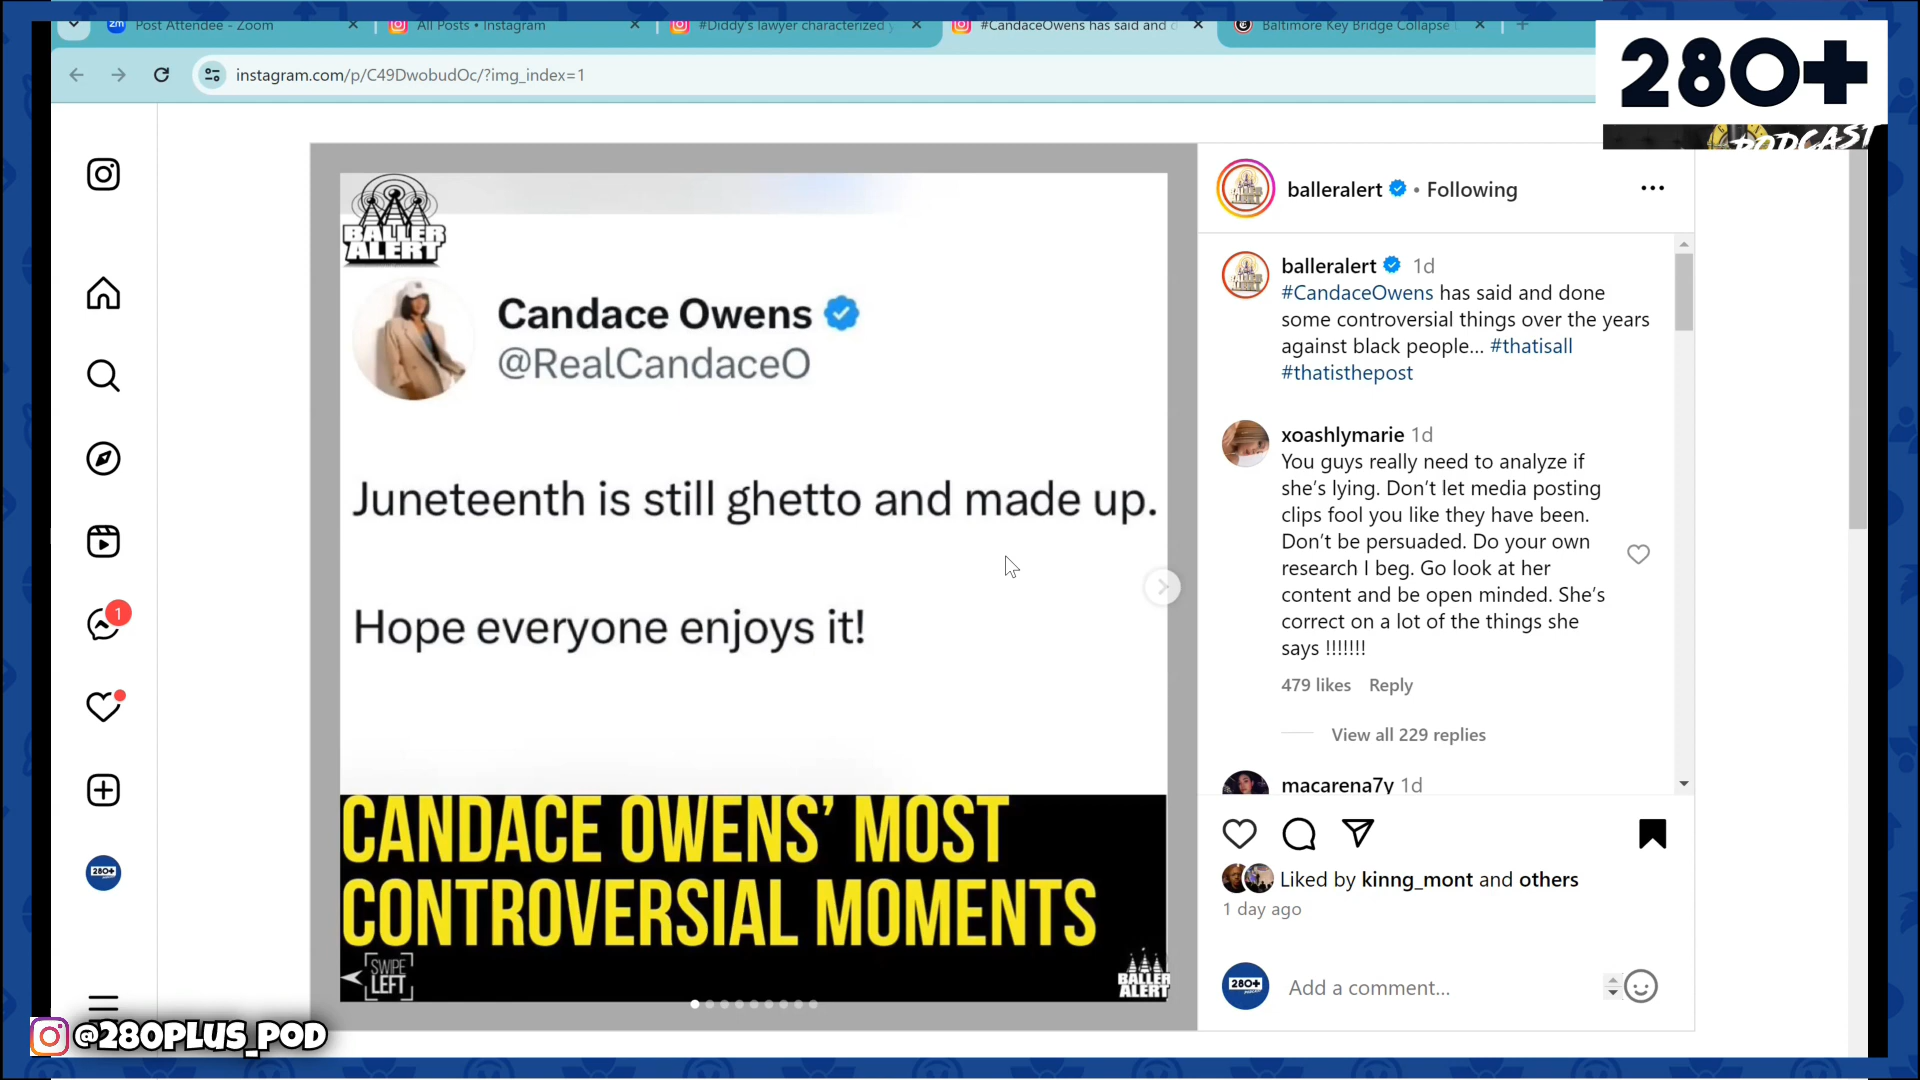 Post Attendee - Zoom
All Posts • Instagram
#Diddy's lawyer characterized
#CandaceOwens has said and d
Baltimore Key Bridge Collapse
instagram.com/p/C49DwobudOc/?img_index=1
280+
PODCAST
BALLER
ALERT
Candace Owens
@RealCandaceO
Juneteenth is still ghetto and made up.
Hope everyone enjoys it!
CANDACE OWENS' MOST
CONTROVERSIAL MOMENTS
SWIPE
LEFT
BALLER
ALERT
balleralert • Following
balleralert 1d
#CandaceOwens has said and done
some controversial things over the years
against black people... #thatisall
#thatisthepost
xoashlymarie 1d
You guys really need to analyze if
she's lying. Don't let media posting
clips fool you like they have been.
Don't be persuaded. Do your own
research I beg. Go look at her
content and be open minded. She's
correct on a lot of the things she
says !!!!!!!
479 likes Reply
View all 229 replies
macarena7y 1d
Liked by kinng_mont and others
1 day ago
280+
Add a comment...
1
280+
@280PLUS_POD